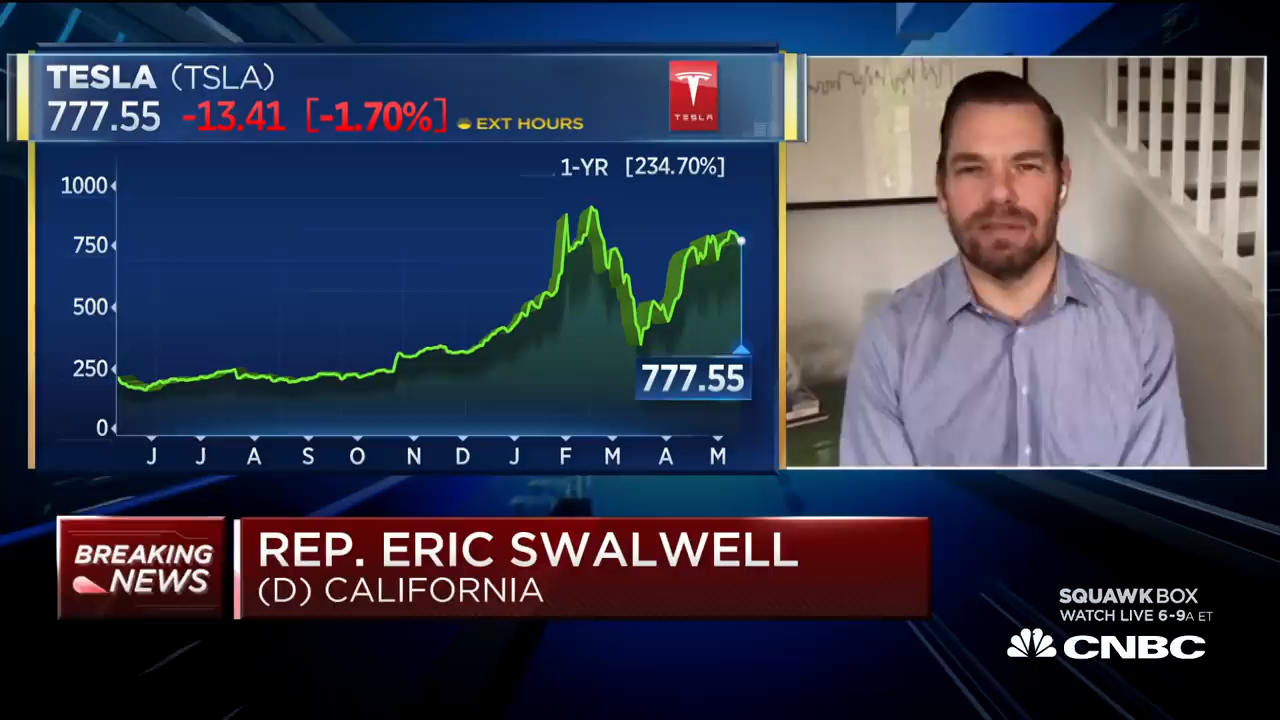 TESLA (TSLA)
777.55 -13.41 [-1.70%] EXT HOURS
TESLA
1-YR [234.70%]
1000
750
500
250
0
777.55
J J A S O N D J F M A M
BREAKING
NEWS
REP. ERIC SWALWELL
(D) CALIFORNIA
SQUAWK BOX
WATCH LIVE 6-9A ET
CNBC